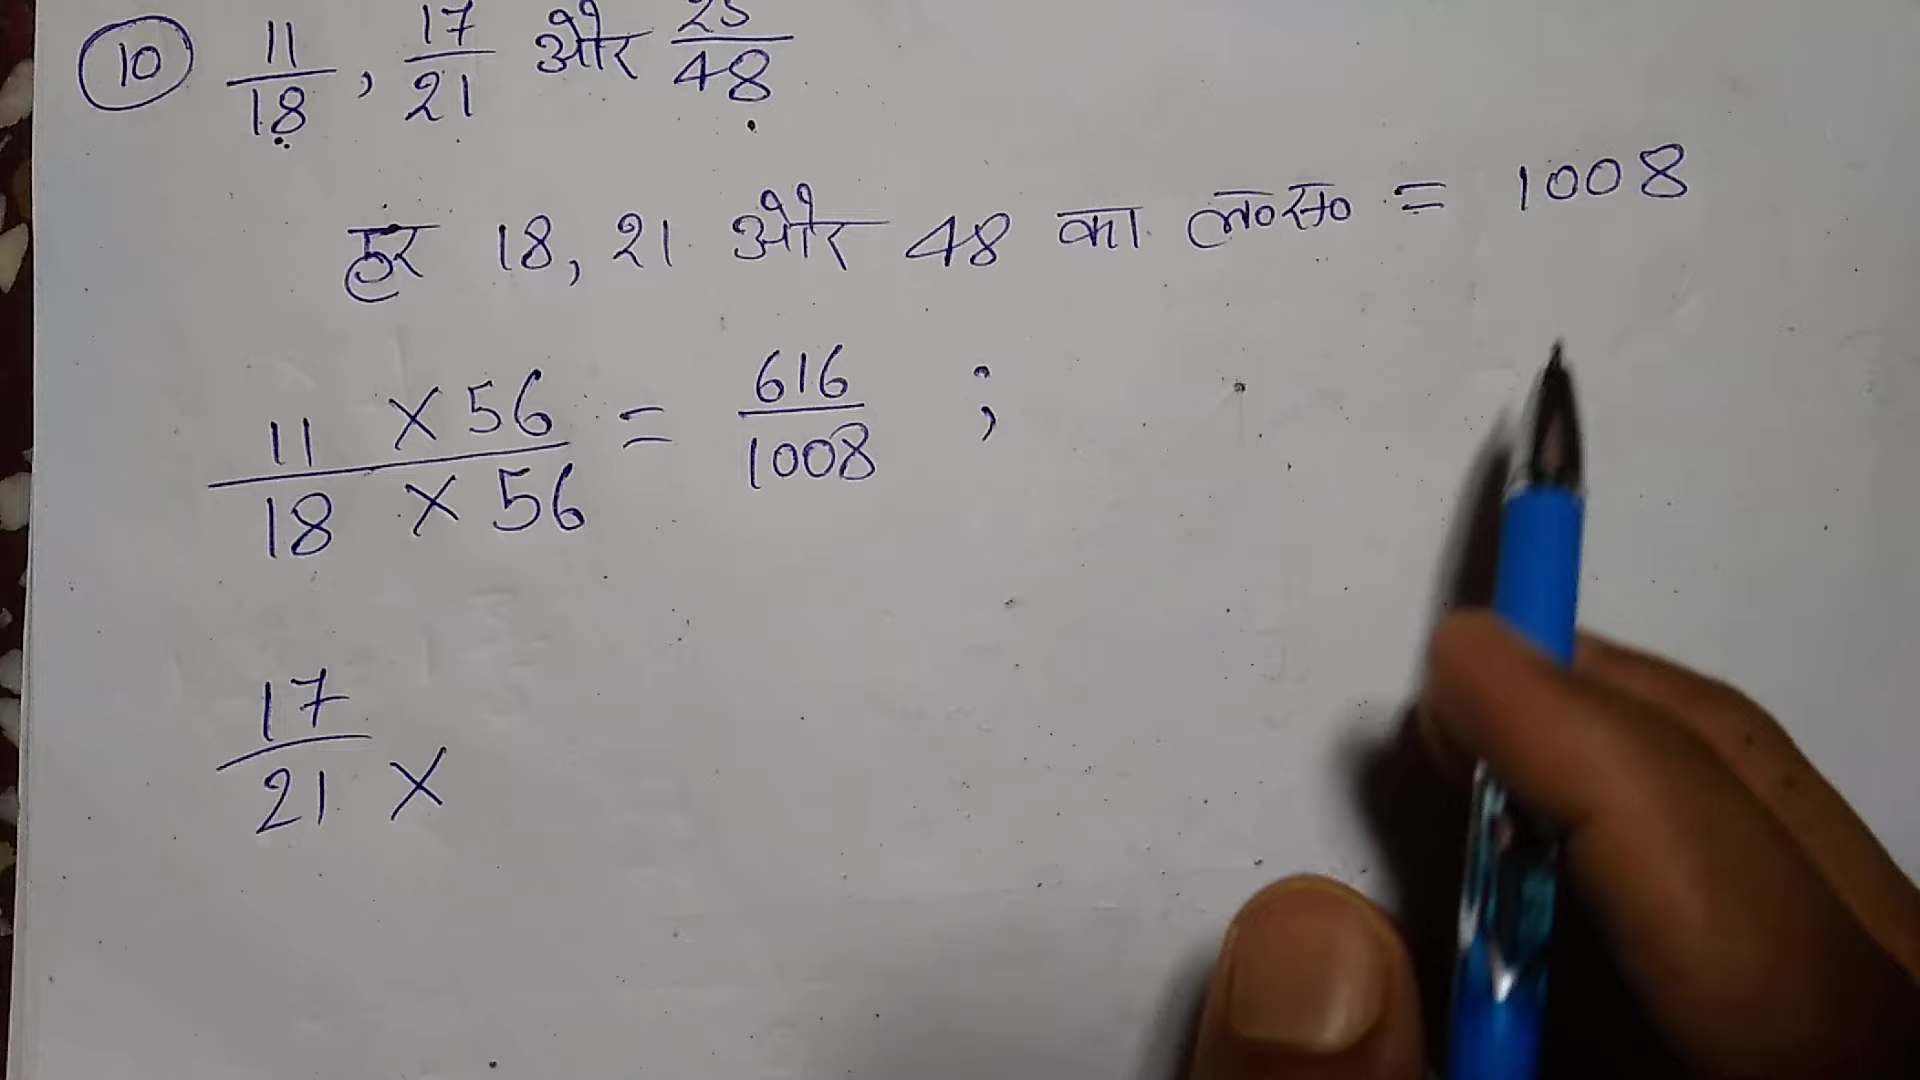 10 11/18, 17/21 और 25/48
हर 18, 21 और 48 का ल०स० = 1008
11 × 56 / 18 × 56 = 616/1008 ;
17/21 ×